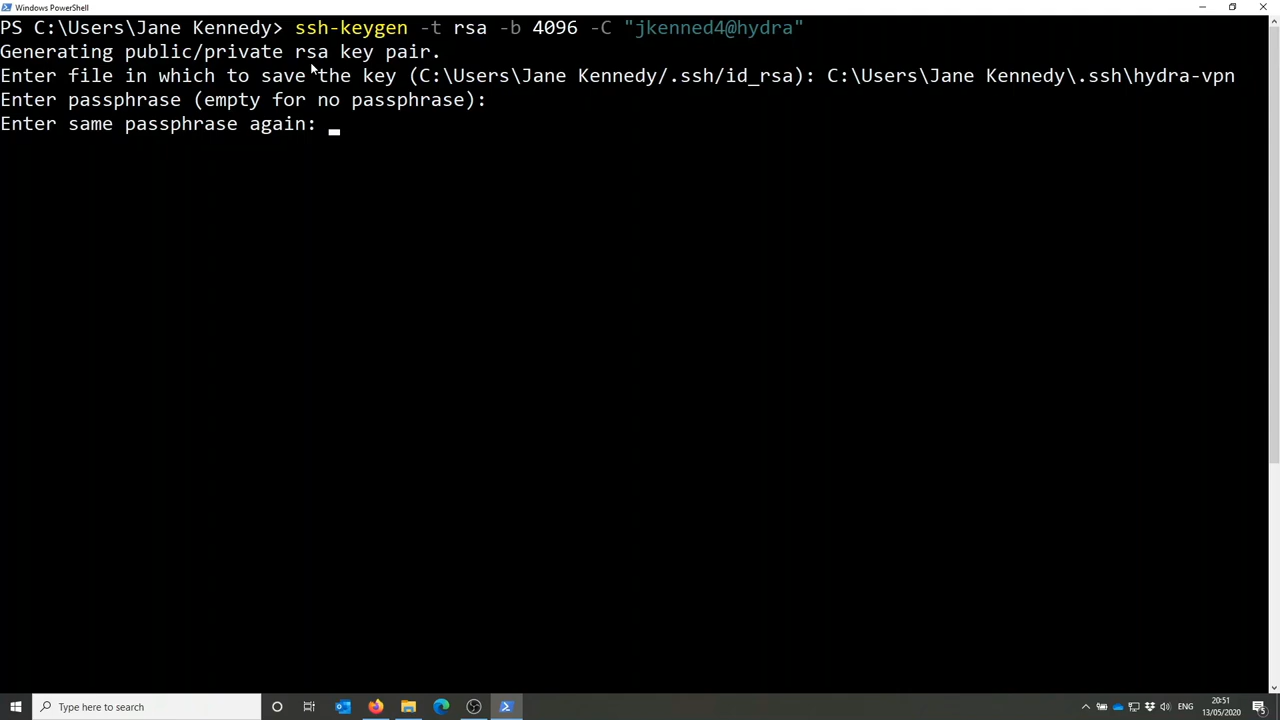 Windows PowerShell
PS C:\Users\Jane Kennedy> ssh-keygen -t rsa -b 4096 -C "jkenned4@hydra"
Generating public/private rsa key pair.
Enter file in which to save the key (C:\Users\Jane Kennedy/.ssh/id_rsa): C:\Users\Jane Kennedy\.ssh\hydra-vpn
Enter passphrase (empty for no passphrase):
Enter same passphrase again:
Type here to search
ENG
20:51
13/05/2020
5